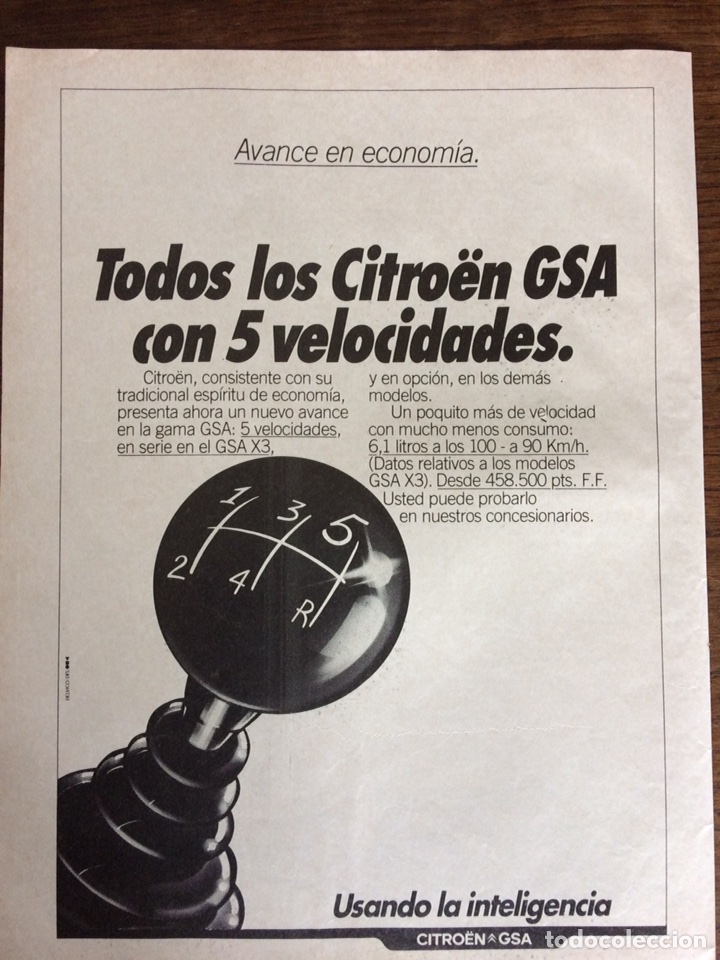 Avance en economía.
Todos los Citroën GSA
con 5 velocidades.
Citroën, consistente con su
tradicional espíritu de economía,
presenta ahora un nuevo avance
en la gama GSA: 5 velocidades,
en serie en el GSA X3,
y en opción, en los demás
modelos.
Un poquito más de velocidad
con mucho menos consumo:
6,1 litros a los 100 - a 90 Km/h.
(Datos relativos a los modelos
GSA X3). Desde 458.500 pts. F.F.
Usted puede probarlo
en nuestros concesionarios.
1 3 5
2 4 R
Usando la inteligencia
CITROËN GSA
todocoleccion